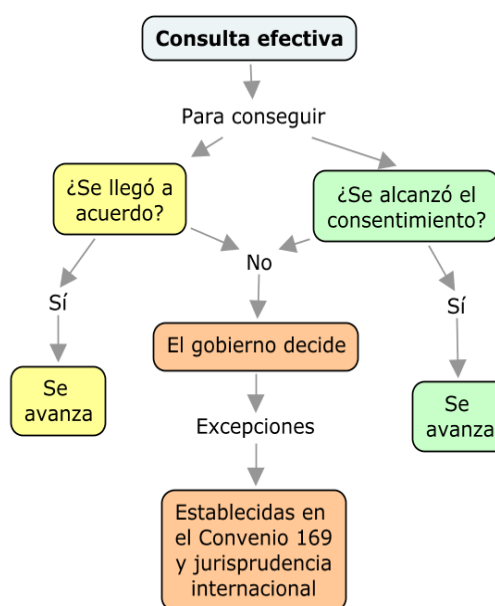 Consulta efectiva
Para conseguir
¿Se llegó a
acuerdo?
¿Se alcanzó el
consentimiento?
No
Sí
Sí
El gobierno decide
Se
avanza
Se
avanza
Excepciones
Establecidas en
el Convenio 169
y jurisprudencia
internacional